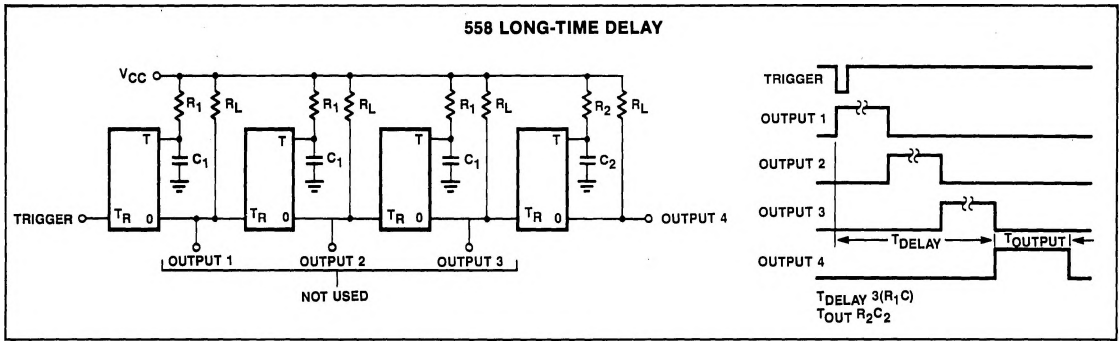 558 LONG-TIME DELAY
VCC
R1 RL R1 RL R1 RL R2 RL
T T T T
C1 C1 C1 C2
TRIGGER TR 0 TR 0 TR 0 TR 0 OUTPUT 4
OUTPUT 1 OUTPUT 2 OUTPUT 3
NOT USED
TRIGGER
OUTPUT 1
OUTPUT 2
OUTPUT 3
TDELAY TOUTPUT
OUTPUT 4
TDELAY 3(R1C)
TOUT R2C2